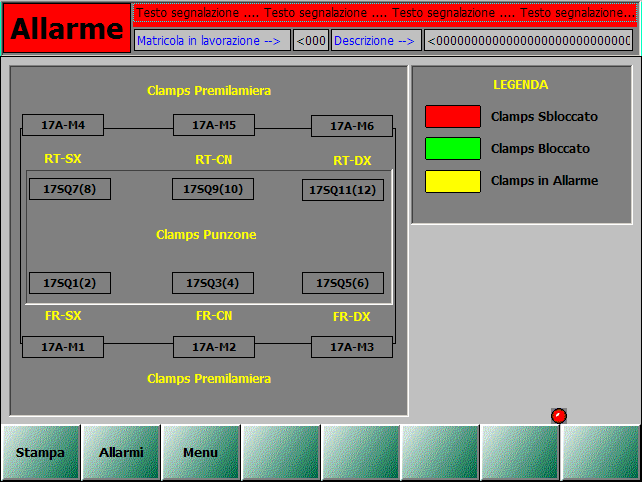 Allarme
Testo segnalazione .... Testo segnalazione .... Testo segnalazione .... Testo segnalazione...
Matricola in lavorazione --> <000 Descrizione --> <0000000000000000000000000000
Clamps Premilamiera
17A-M4 17A-M5 17A-M6
RT-SX RT-CN RT-DX
17SQ7(8) 17SQ9(10) 17SQ11(12)
Clamps Punzone
17SQ1(2) 17SQ3(4) 17SQ5(6)
FR-SX FR-CN FR-DX
17A-M1 17A-M2 17A-M3
Clamps Premilamiera
LEGENDA
Clamps Sbloccato
Clamps Bloccato
Clamps in Allarme
Stampa Allarmi Menu